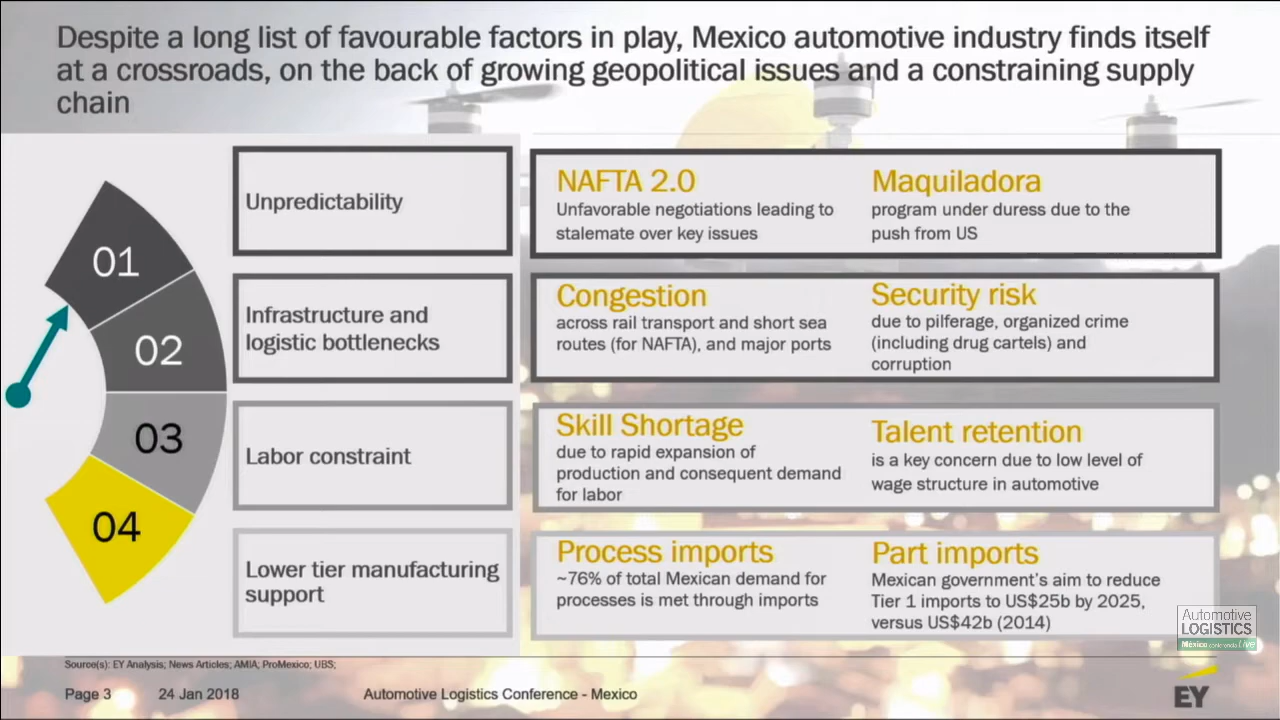 Despite a long list of favourable factors in play, Mexico automotive industry finds itself
at a crossroads, on the back of growing geopolitical issues and a constraining supply
chain
01
Unpredictability
NAFTA 2.0
Unfavorable negotiations leading to
stalemate over key issues
Maquiladora
program under duress due to the
push from US
02
Infrastructure and
logistic bottlenecks
Congestion
across rail transport and short sea
routes (for NAFTA), and major ports
Security risk
due to pilferage, organized crime
(including drug cartels) and
corruption
03
Labor constraint
Skill Shortage
due to rapid expansion of
production and consequent demand
for labor
Talent retention
is a key concern due to low level of
wage structure in automotive
04
Lower tier manufacturing
support
Process imports
~76% of total Mexican demand for
processes is met through imports
Part imports
Mexican government's aim to reduce
Tier 1 imports to US$25b by 2025,
versus US$42b (2014)
Automotive
LOGISTICS
México conferencia Live
Source(s): EY Analysis; News Articles; AMIA; ProMexico; UBS;
Page 3 24 Jan 2018 Automotive Logistics Conference - Mexico
EY